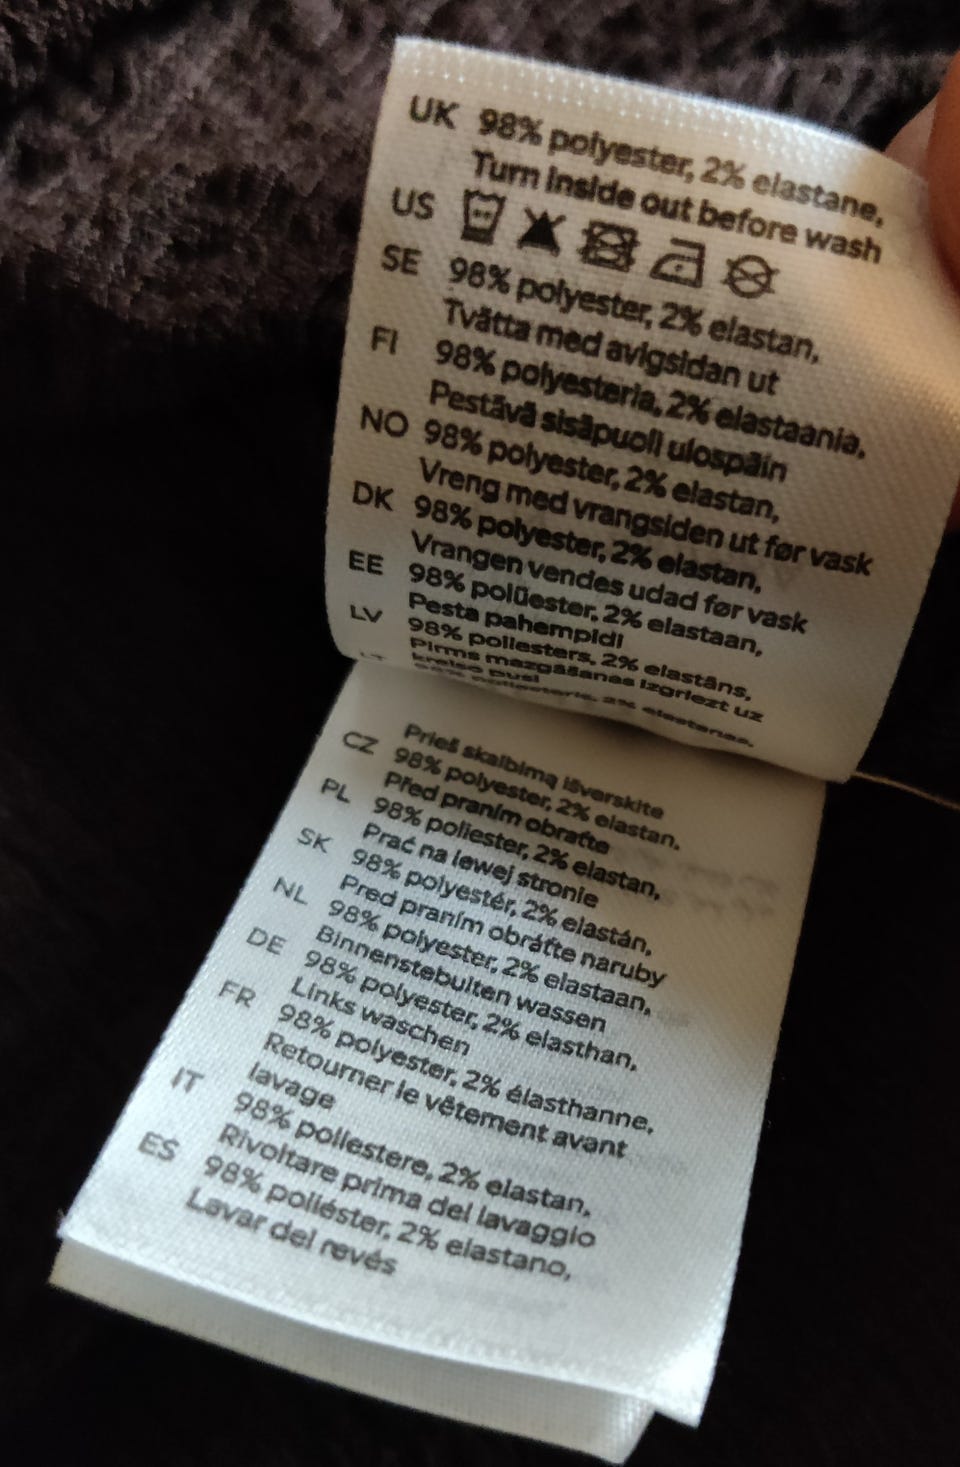 UK 98% polyester, 2% elastane,
Turn inside out before wash
US
SE 98% polyester, 2% elastan,
Tvätta med avigsidan ut
FI 98% polyesteria, 2% elastaania,
Pestävä sisäpuoli ulospäin
NO 98% polyester, 2% elastan,
Vreng med vrangsiden ut før vask
DK 98% polyester, 2% elastan,
Vrangen vendes udad før vask
EE 98% polüester, 2% elastaan,
Pesta pahempidi
LV 98% poliesters, 2% elastāns,
Pirms mazgāšanas izgriezt uz
kreiso pusi
LT 98% poliesteris, 2% elastanas,
Prieš skalbimą išverskite
CZ 98% polyester, 2% elastan.
Před praním obraťte
PL 98% poliester, 2% elastan,
Prać na lewej stronie
SK 98% polyestér, 2% elastán,
Pred praním obráťte naruby
NL 98% polyester, 2% elastaan,
Binnenstebuiten wassen
DE 98% polyester, 2% elasthan,
Links waschen
FR 98% polyester, 2% élasthanne,
Retourner le vêtement avant
lavage
IT 98% poliestere, 2% elastan,
Rivoltare prima del lavaggio
ES 98% poliéster, 2% elastano,
Lavar del revés